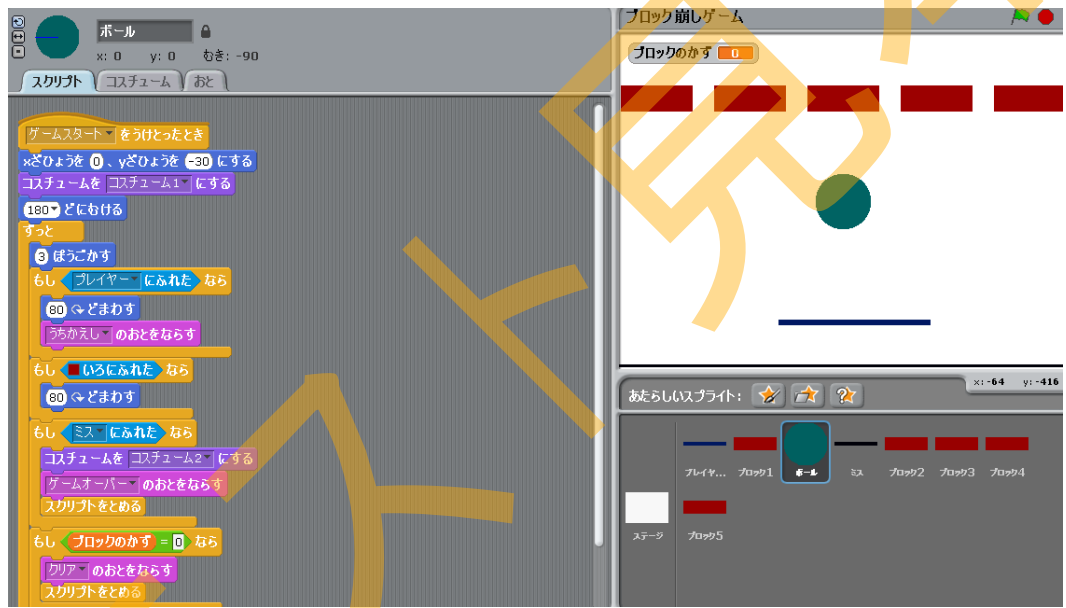 ボール
x: 0 y: 0 むき: -90
スクリプト コスチューム おと
ゲームスタート をうけとったとき
xざひょうを 0 、yざひょうを -30 にする
コスチュームを コスチューム1 にする
180 どにむける
ずっと
3 ほうごかす
もし プレイヤー にふれた なら
80 どまわす
うちかえし のおとをならす
もし いろにふれた なら
80 どまわす
もし ミス にふれた なら
コスチュームを コスチューム2 にする
ゲームオーバー のおとをならす
スクリプトをとめる
もし ブロックのかず = 0 なら
クリア のおとをならす
スクリプトをとめる
ブロック崩しゲーム
ブロックのかず 0
x: -64 y: -416
あたらしいスプライト:
プレイヤ... ブロック1 ボール ミス ブロック2 ブロック3 ブロック4
ステージ ブロック5